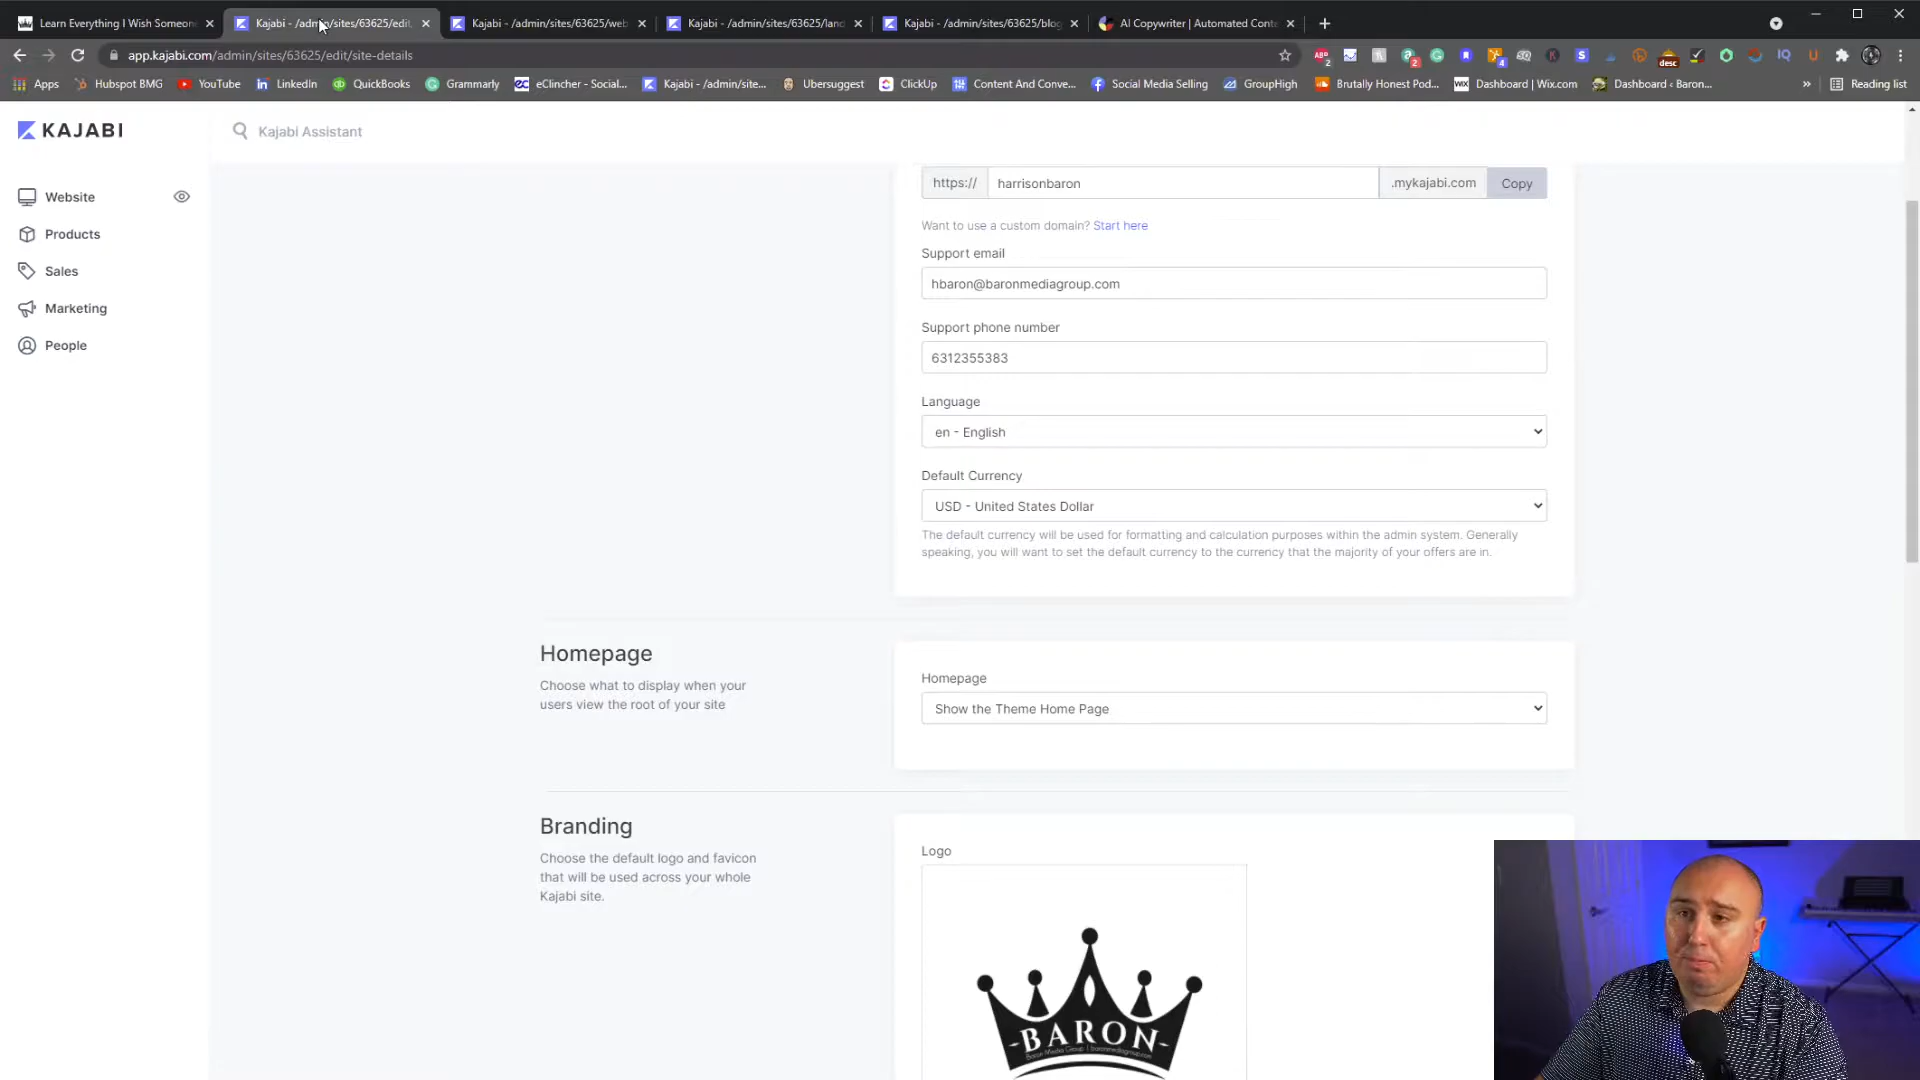 Learn Everything I Wish Someone
Kajabi - /admin/sites/63625/edit
Kajabi - /admin/sites/63625/web
Kajabi - /admin/sites/63625/land
Kajabi - /admin/sites/63625/blog
AI Copywriter | Automated Conte
app.kajabi.com/admin/sites/63625/edit/site-details
Apps
Hubspot BMG
YouTube
LinkedIn
QuickBooks
Grammarly
eClincher - Social...
Kajabi - /admin/site...
Ubersuggest
ClickUp
Content And Conve...
Social Media Selling
GroupHigh
Brutally Honest Pod...
Dashboard | Wix.com
Dashboard ‹ Baron...
Reading list
KAJABI
Kajabi Assistant
Website
Products
Sales
Marketing
People
https://
harrisonbaron
.mykajabi.com
Copy
Want to use a custom domain? Start here
Support email
hbaron@baronmediagroup.com
Support phone number
6312355383
Language
en - English
Default Currency
USD - United States Dollar
The default currency will be used for formatting and calculation purposes within the admin system. Generally
speaking, you will want to set the default currency to the currency that the majority of your offers are in.
Homepage
Choose what to display when your
users view the root of your site
Homepage
Show the Theme Home Page
Branding
Choose the default logo and favicon
that will be used across your whole
Kajabi site.
Logo
-BARON-
Baron Media Group | baronmediagroup.com